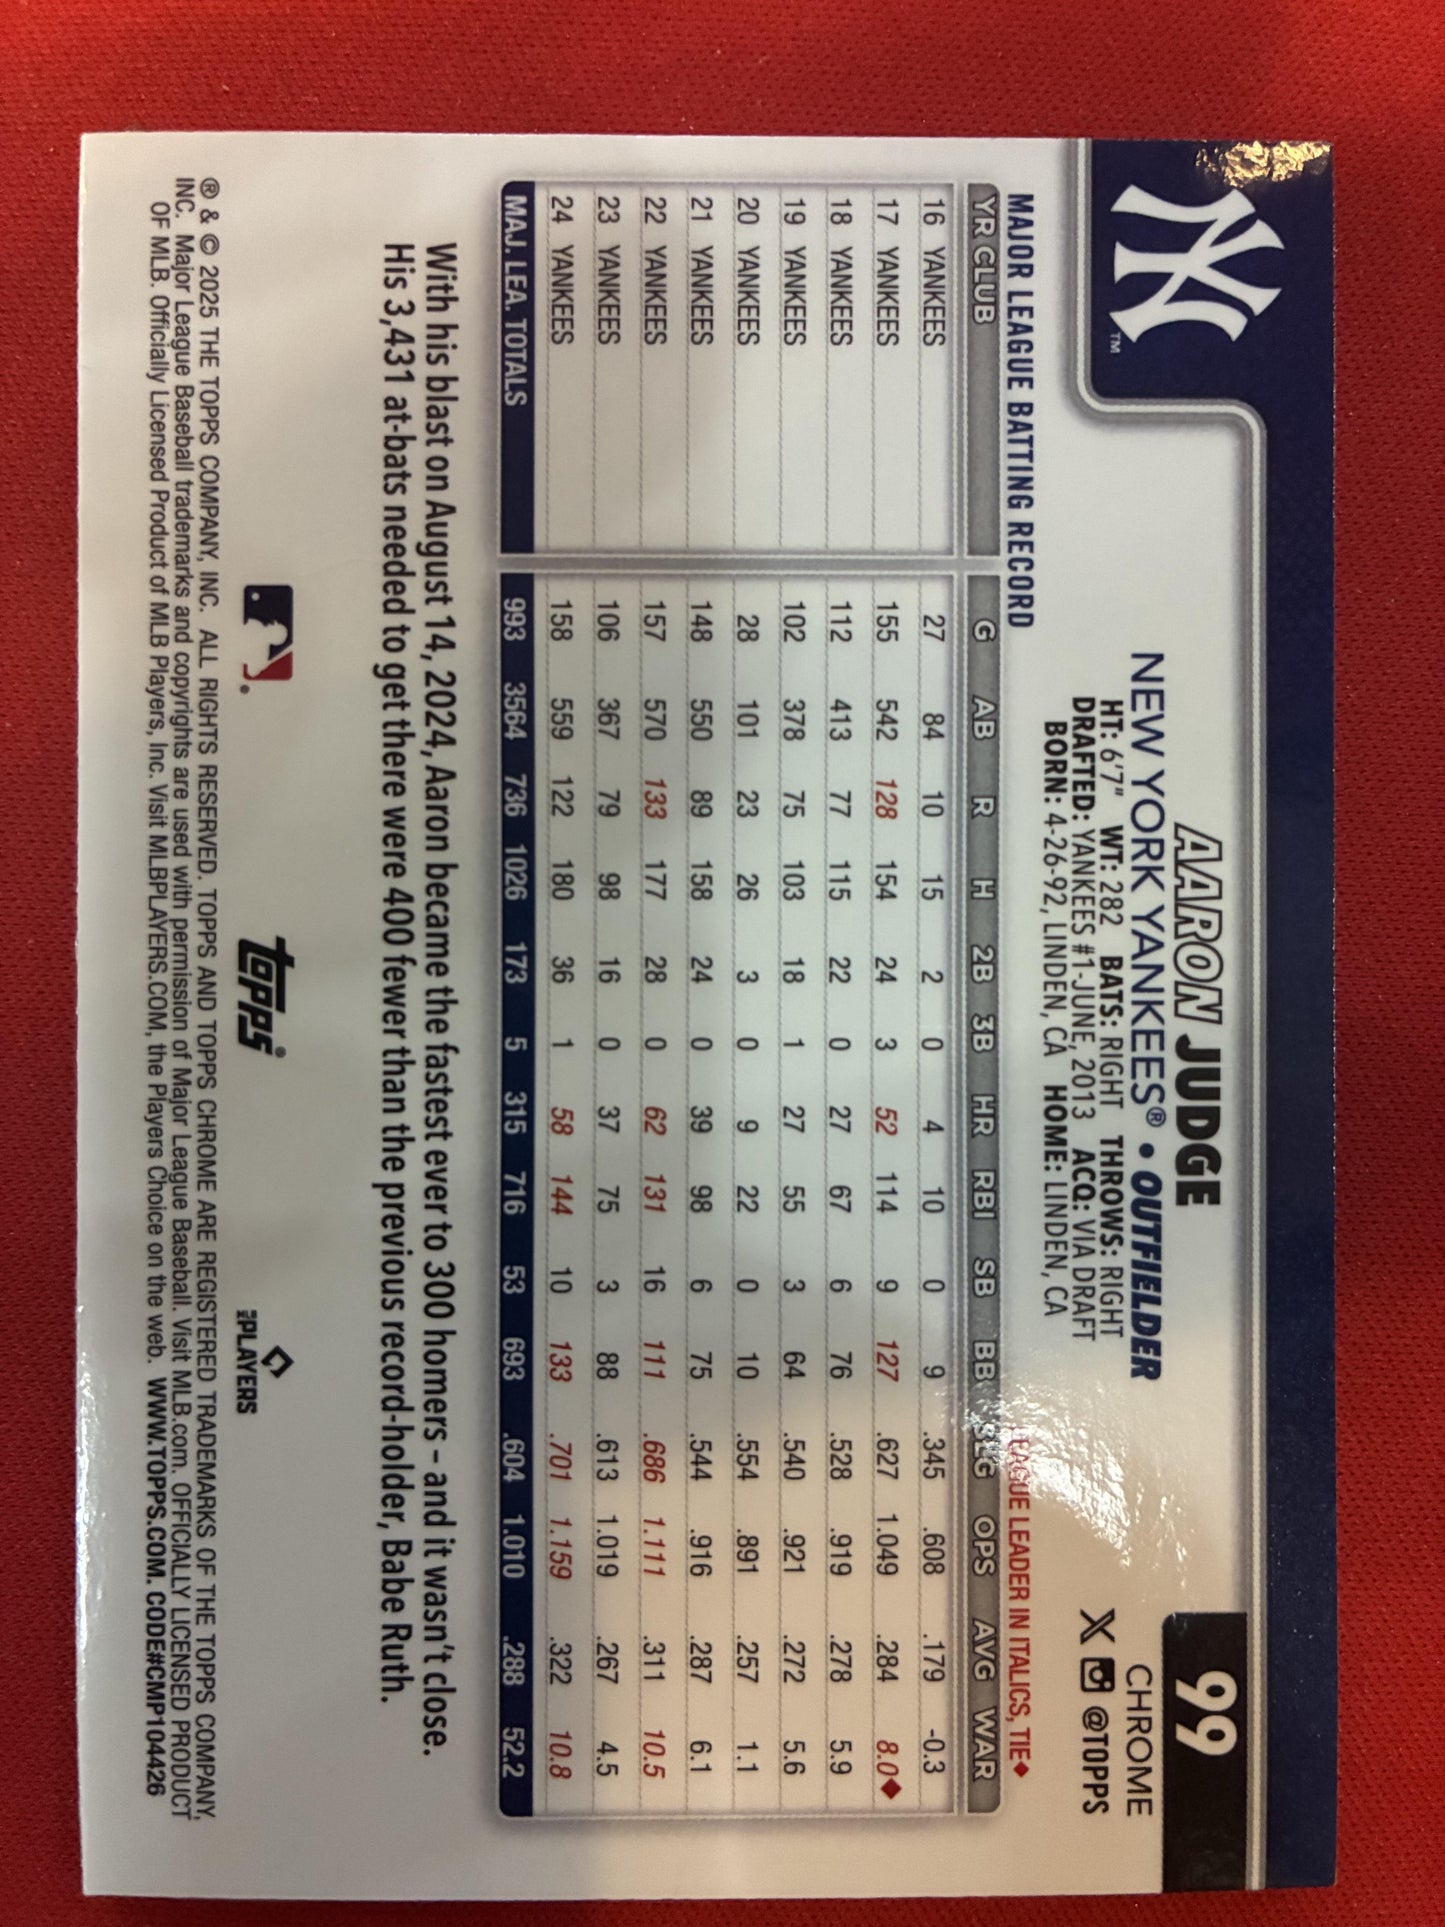 NY
TM
99
AARON JUDGE
CHROME
NEW YORK YANKEES® • OUTFIELDER
HT: 6'7" WT: 282 BATS: RIGHT THROWS: RIGHT
@TOPPS
DRAFTED: YANKEES #1-JUNE, 2013 ACQ: VIA DRAFT
BORN: 4-26-92, LINDEN, CA HOME: LINDEN, CA
MAJOR LEAGUE BATTING RECORD LEAGUE LEADER IN ITALICS, TIE◆
YR CLUB G AB R H 2B 3B HR RBI SB BB SLG OPS AVG WAR
16 YANKEES 27 84 10 15 2 0 4 10 0 9 .345 .608 .179 -0.3
17 YANKEES 155 542 128 154 24 3 52 114 9 127 .627 1.049 .284 8.0◆
18 YANKEES 112 413 77 115 22 0 27 67 6 76 .528 .919 .278 5.9
19 YANKEES 102 378 75 103 18 1 27 55 3 64 .540 .921 .272 5.6
20 YANKEES 28 101 23 26 3 0 9 22 0 10 .554 .891 .257 1.1
21 YANKEES 148 550 89 158 24 0 39 98 6 75 .544 .916 .287 6.1
22 YANKEES 157 570 133 177 28 0 62 131 16 111 .686 1.111 .311 10.5
23 YANKEES 106 367 79 98 16 0 37 75 3 88 .613 1.019 .267 4.5
24 YANKEES 158 559 122 180 36 1 58 144 10 133 .701 1.159 .322 10.8
MAJ. LEA. TOTALS 993 3564 736 1026 173 5 315 716 53 693 .604 1.010 .288 52.2
With his blast on August 14, 2024, Aaron became the fastest ever to 300 homers – and it wasn't close.
His 3,431 at-bats needed to get there were 400 fewer than the previous record-holder, Babe Ruth.
topps®
MLB PLAYERS
® & © 2025 THE TOPPS COMPANY, INC. ALL RIGHTS RESERVED. TOPPS AND TOPPS CHROME ARE REGISTERED TRADEMARKS OF THE TOPPS COMPANY,
INC. Major League Baseball trademarks and copyrights are used with permission of Major League Baseball. Visit MLB.com. OFFICIALLY LICENSED PRODUCT
OF MLB. Officially Licensed Product of MLB Players, Inc. Visit MLBPLAYERS.COM, the Players Choice on the web. WWW.TOPPS.COM. CODE#CMP104426